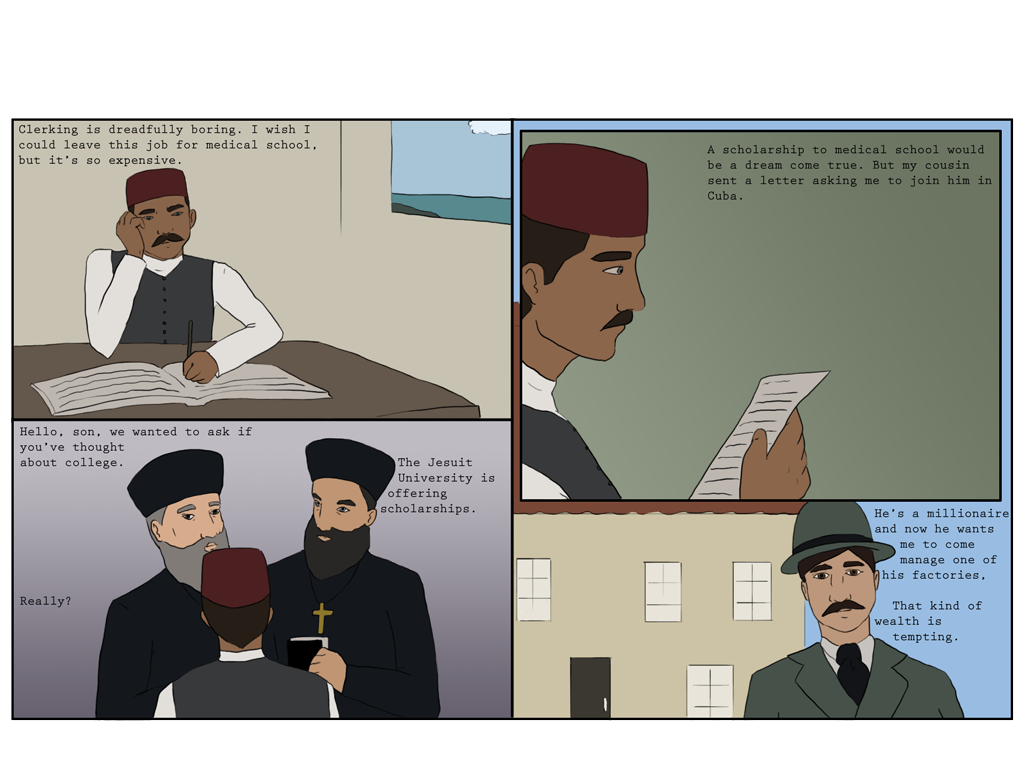 Clerking is dreadfully boring. I wish I
could leave this job for medical school,
but it's so expensive.
Hello, son, we wanted to ask if
you've thought
about college.
The Jesuit
University is
offering
scholarships.
Really?
A scholarship to medical school would
be a dream come true. But my cousin
sent a letter asking me to join him in
Cuba.
He's a millionaire
and now he wants
me to come
manage one of
his factories,
That kind of
wealth is
tempting.